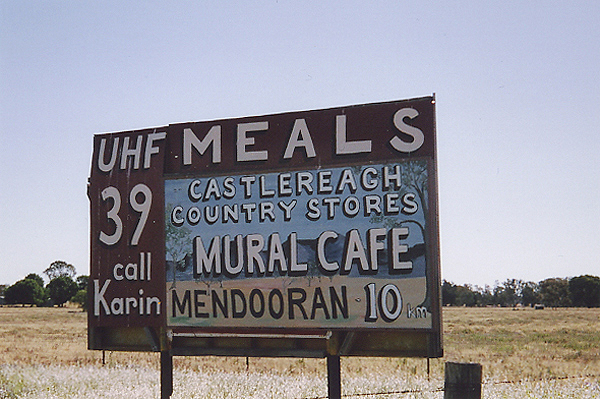 UHF
39
call
Karin
MEALS
CASTLEREAGH
COUNTRY STORES
MURAL CAFE
MENDOORAN 10 km